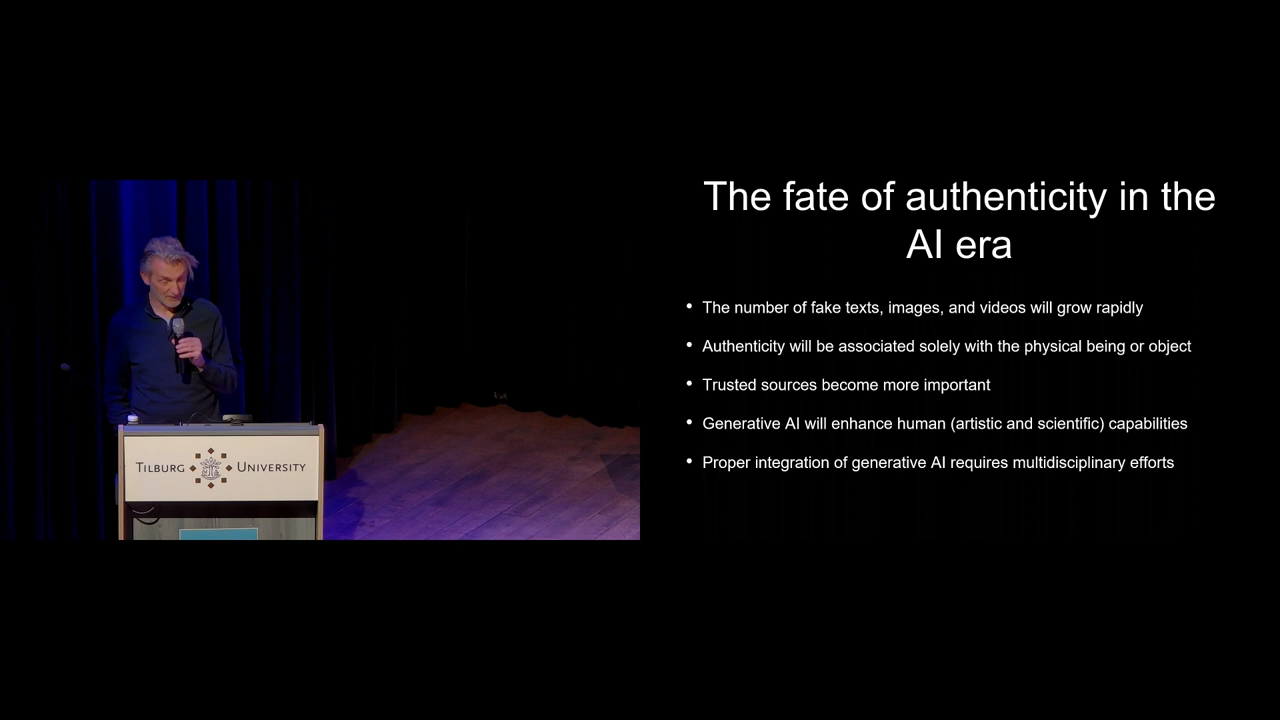 TILBURG UNIVERSITY
The fate of authenticity in the
AI era
• The number of fake texts, images, and videos will grow rapidly
• Authenticity will be associated solely with the physical being or object
• Trusted sources become more important
• Generative AI will enhance human (artistic and scientific) capabilities
• Proper integration of generative AI requires multidisciplinary efforts